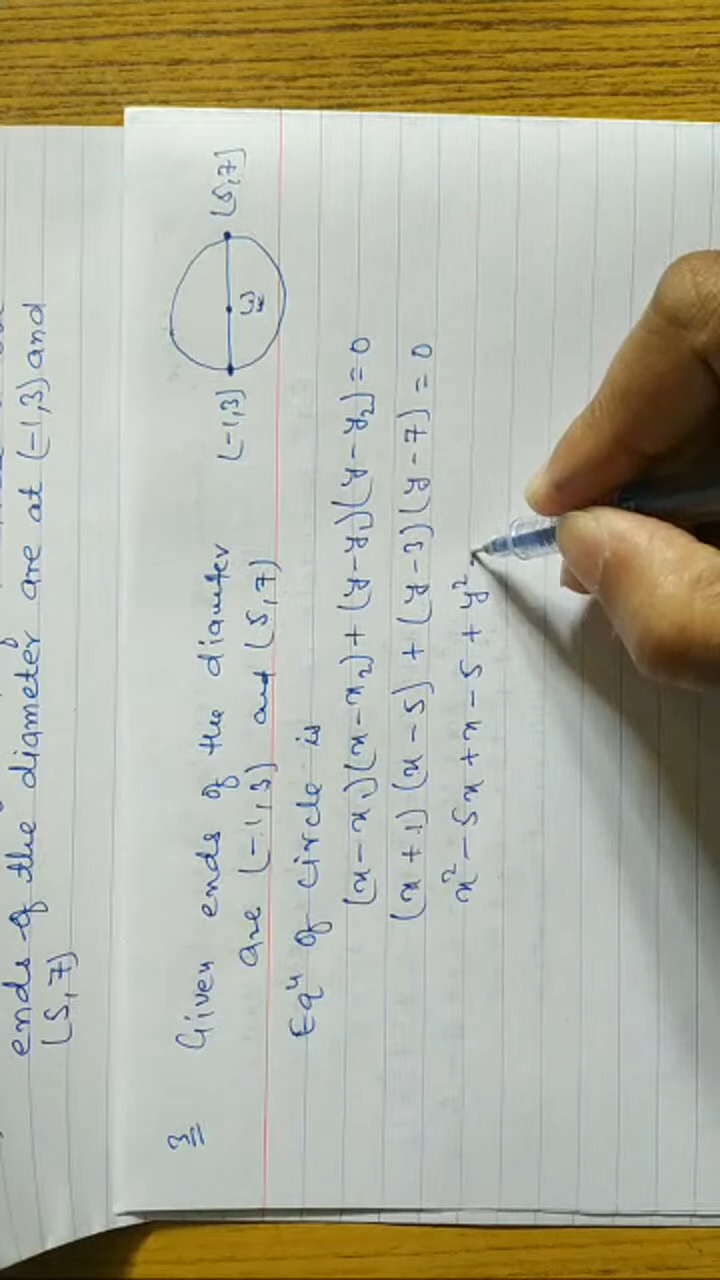 ends of the diameter are at (-1,3) and
(5,7)
3
Given ends of the diameter
are (-1,3) and (5,7)
(-1,3)
(5,7)
Eqn of circle is
(x-x1)(x-x2)+(y-y1)(y-y2)=0
(x+1)(x-5)+(y-3)(y-7)=0
x²-5x+x-5+y²